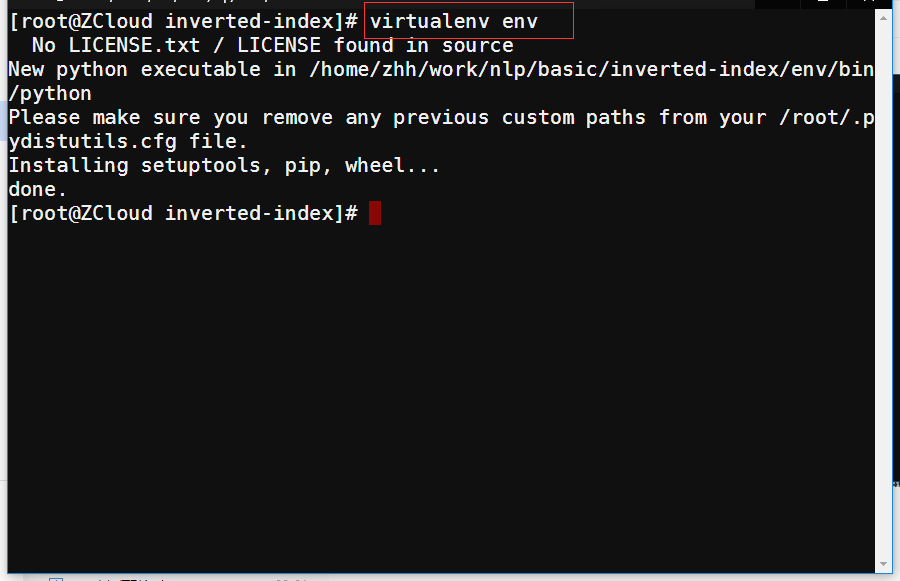 [root@ZCloud inverted-index]# virtualenv env
  No LICENSE.txt / LICENSE found in source
New python executable in /home/zhh/work/nlp/basic/inverted-index/env/bin
/python
Please make sure you remove any previous custom paths from your /root/.p
ydistutils.cfg file.
Installing setuptools, pip, wheel...
done.
[root@ZCloud inverted-index]#